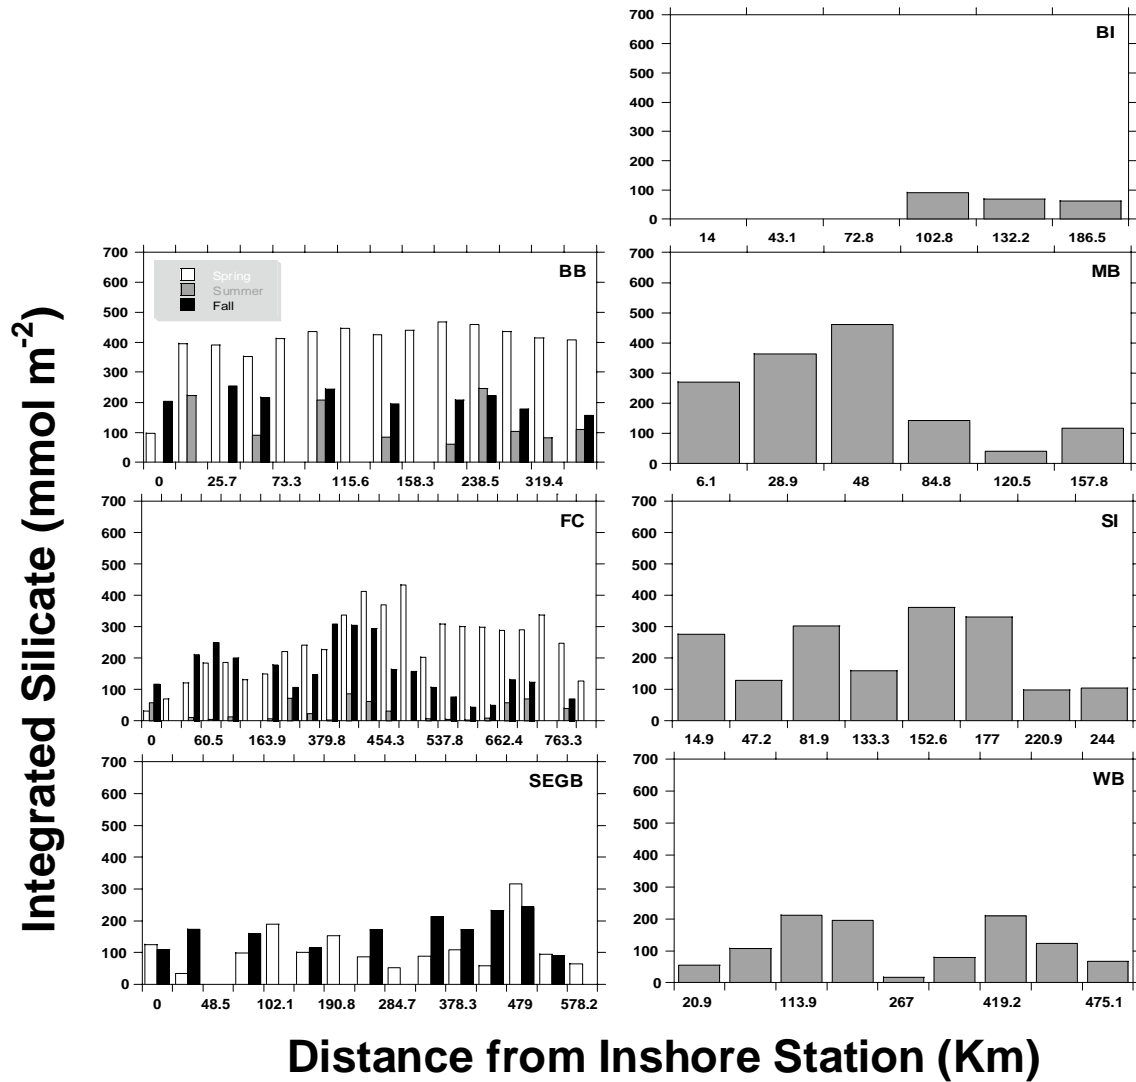 Integrated Silicate (mmol m-2)
BI
700
600
500
400
300
200
100
0
14 43.1 72.8 102.8 132.2 186.5
BB
Spring
Summer
Fall
700
600
500
400
300
200
100
0
0 25.7 73.3 115.6 158.3 238.5 319.4
MB
700
600
500
400
300
200
100
0
6.1 28.9 48 84.8 120.5 157.8
FC
700
600
500
400
300
200
100
0
0 60.5 163.9 379.8 454.3 537.8 662.4 763.3
SI
700
600
500
400
300
200
100
0
14.9 47.2 81.9 133.3 152.6 177 220.9 244
SEGB
700
600
500
400
300
200
100
0
0 48.5 102.1 190.8 284.7 378.3 479 578.2
WB
700
600
500
400
300
200
100
0
20.9 113.9 267 419.2 475.1
Distance from Inshore Station (Km)